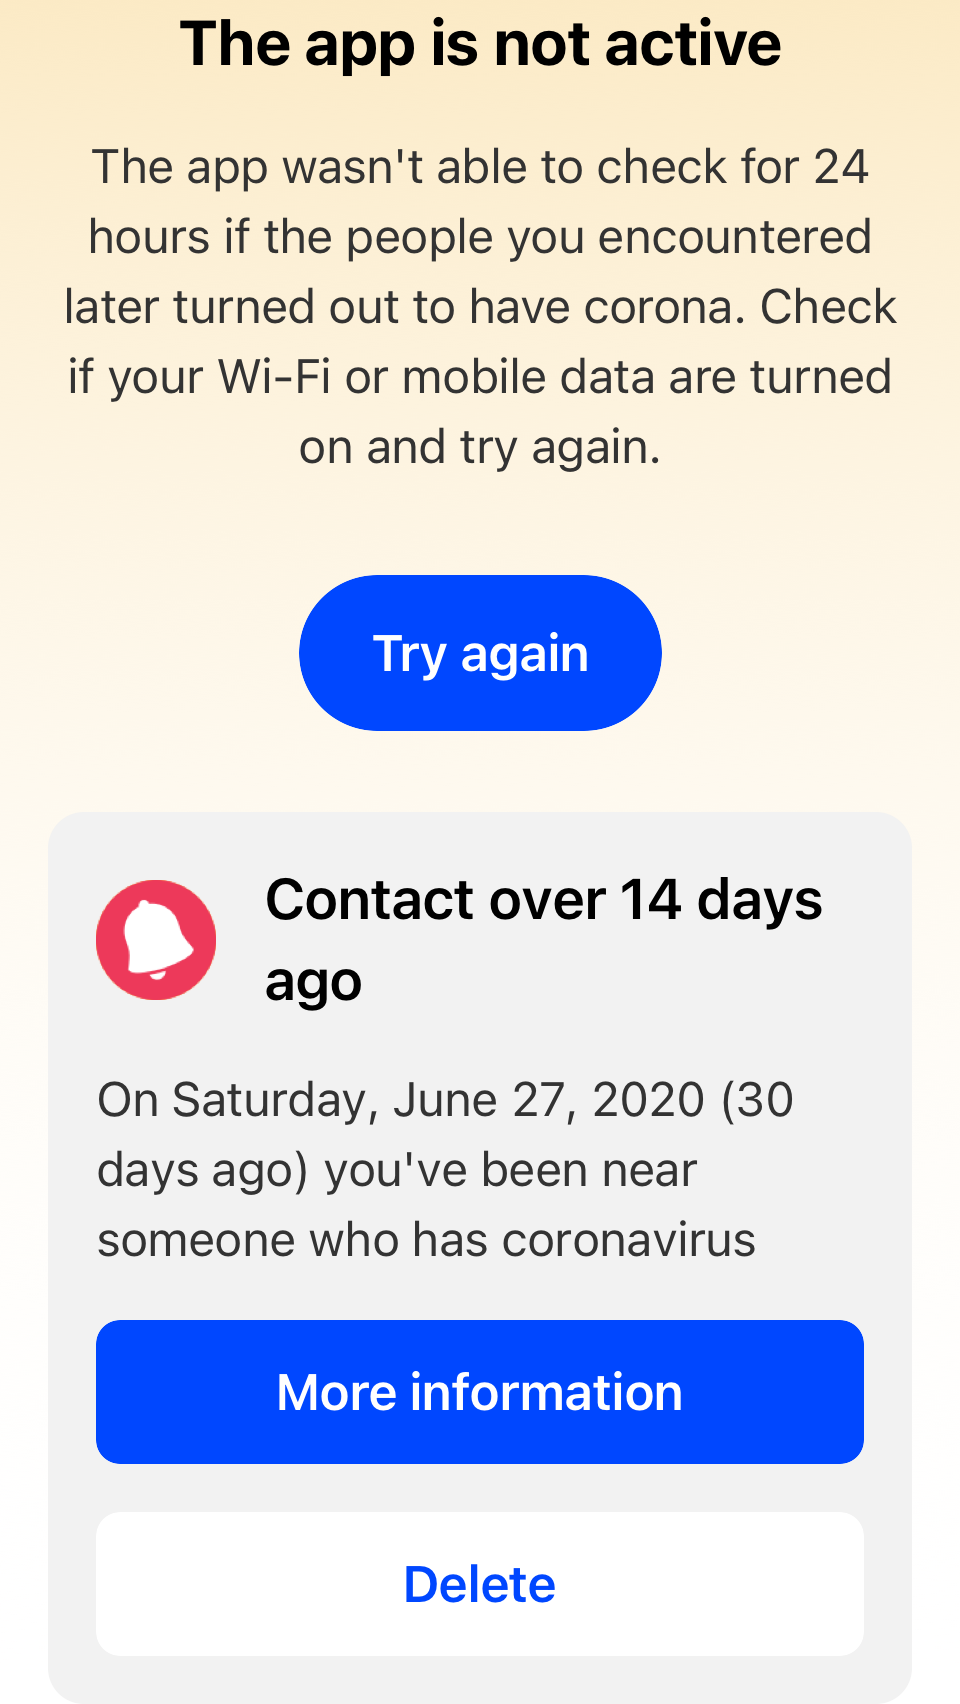 The app is not active
The app wasn't able to check for 24
hours if the people you encountered
later turned out to have corona. Check
if your Wi-Fi or mobile data are turned
on and try again.
Try again
Contact over 14 days
ago
On Saturday, June 27, 2020 (30
days ago) you've been near
someone who has coronavirus
More information
Delete